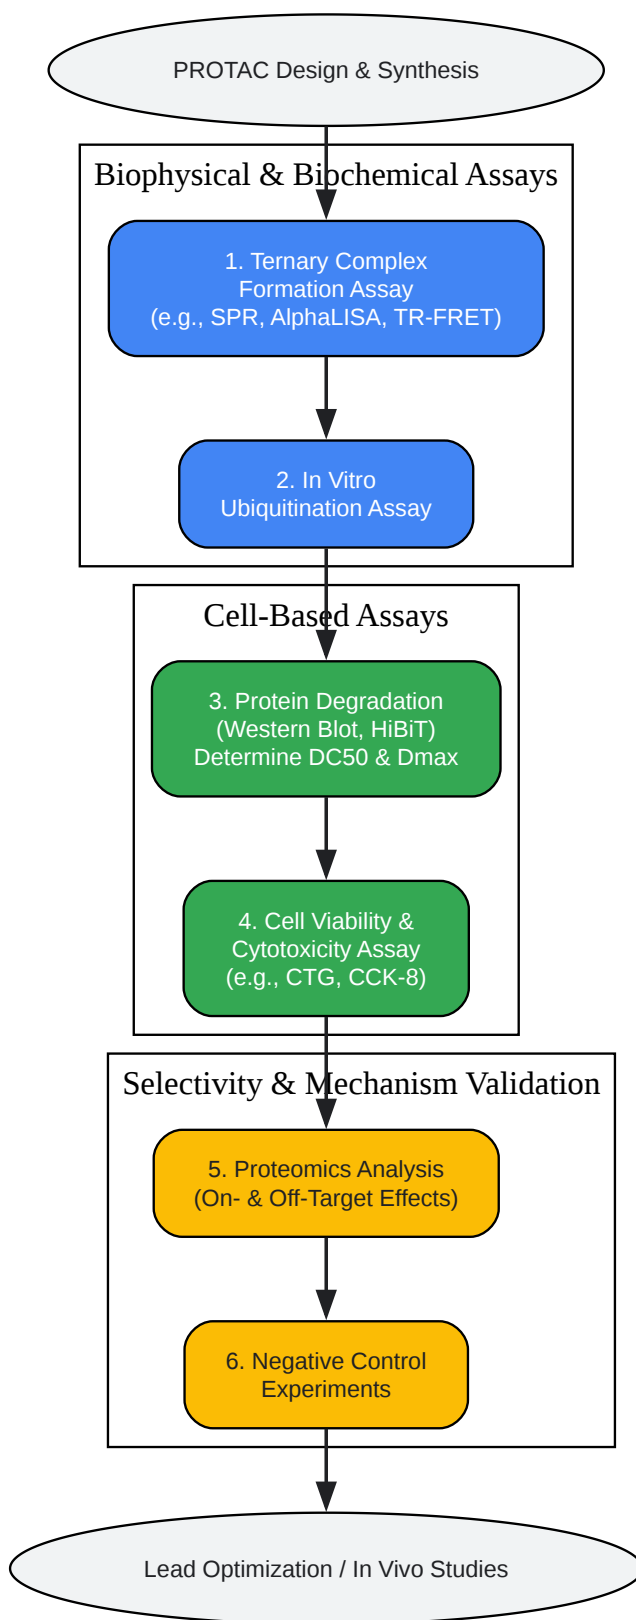 PROTAC Design & Synthesis
Biophysical & Biochemical Assays
1. Ternary Complex
Formation Assay
(e.g., SPR, AlphaLISA, TR-FRET)
2. In Vitro
Ubiquitination Assay
Cell-Based Assays
3. Protein Degradation
(Western Blot, HiBiT)
Determine DC50 & Dmax
4. Cell Viability &
Cytotoxicity Assay
(e.g., CTG, CCK-8)
Selectivity & Mechanism Validation
5. Proteomics Analysis
(On- & Off-Target Effects)
6. Negative Control
Experiments
Lead Optimization / In Vivo Studies